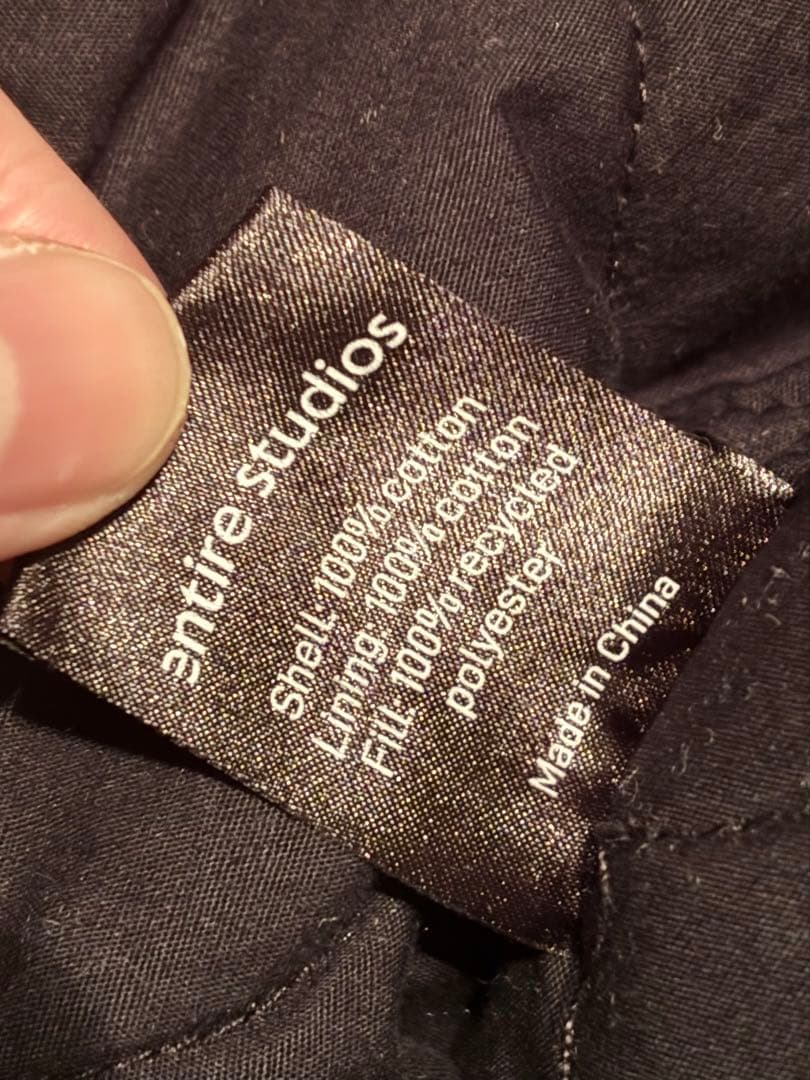 entire studios
Shell: 100% cotton
Lining: 100% cotton
Fill: 100% recycled
polyester
Made in China